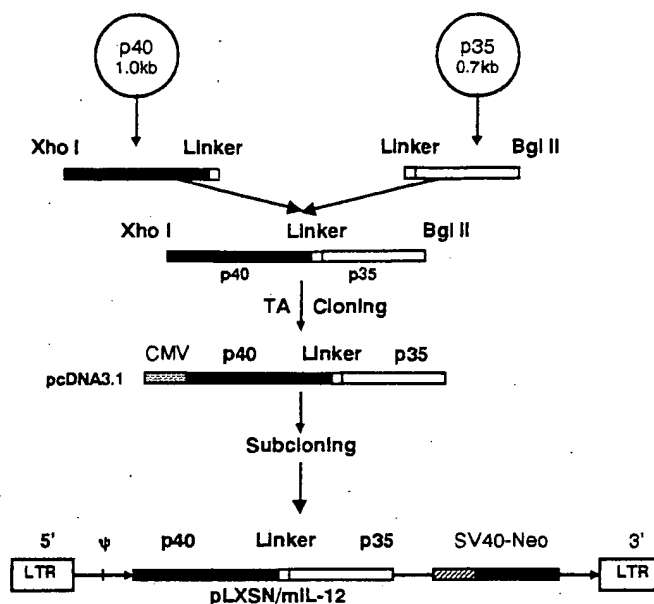 p40 p35
1.0kb 0.7kb
Xho I Linker Linker Bgl II
Xho I Linker Bgl II
p40 p35
TA Cloning
CMV p40 Linker p35
pcDNA3.1
Subcloning
5' ψ p40 Linker p35 SV40-Neo 3'
LTR LTR
pLXSN/mIL-12